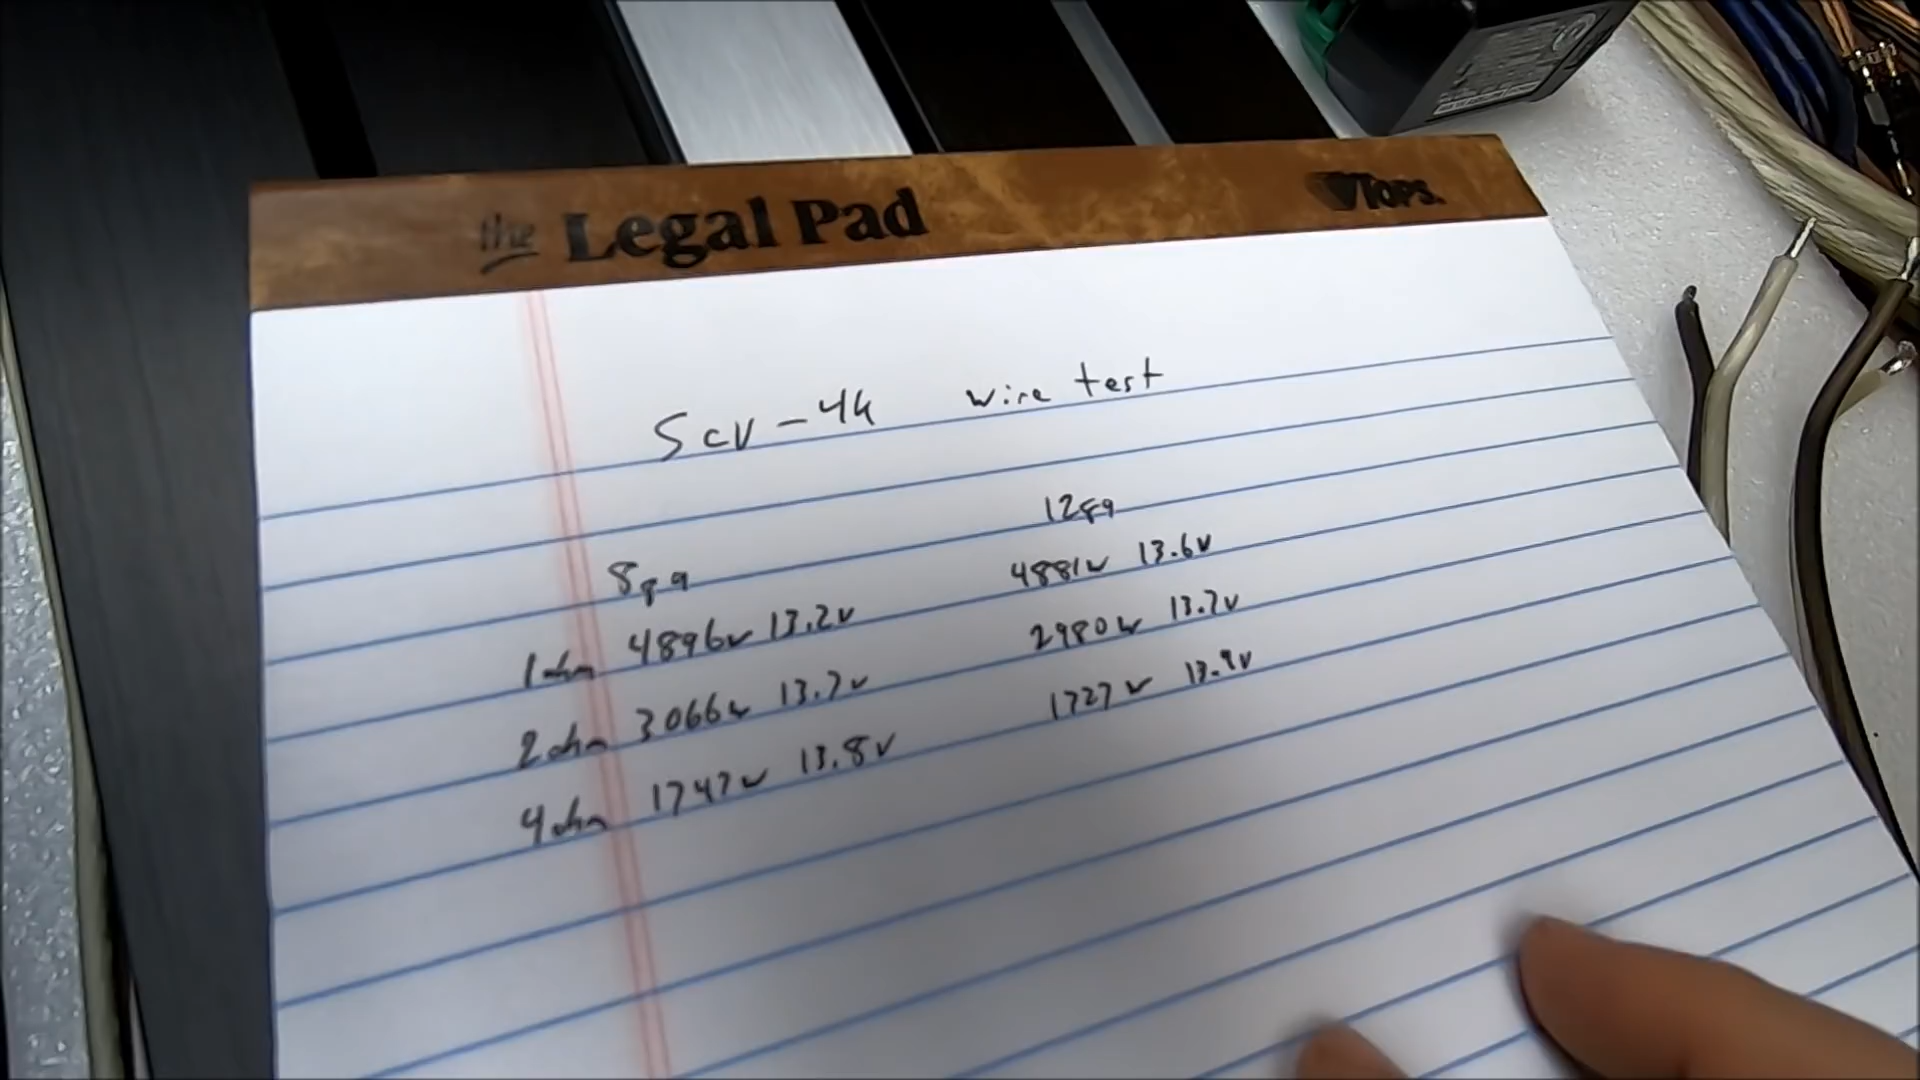 the Legal Pad TOPS.
Scv-4k wire test
8ga 12ga
1ohm 4896w 13.2v 4881w 13.6v
2ohm 3066w 13.7v 2980w 13.7v
4ohm 1747w 13.8v 1727w 13.9v